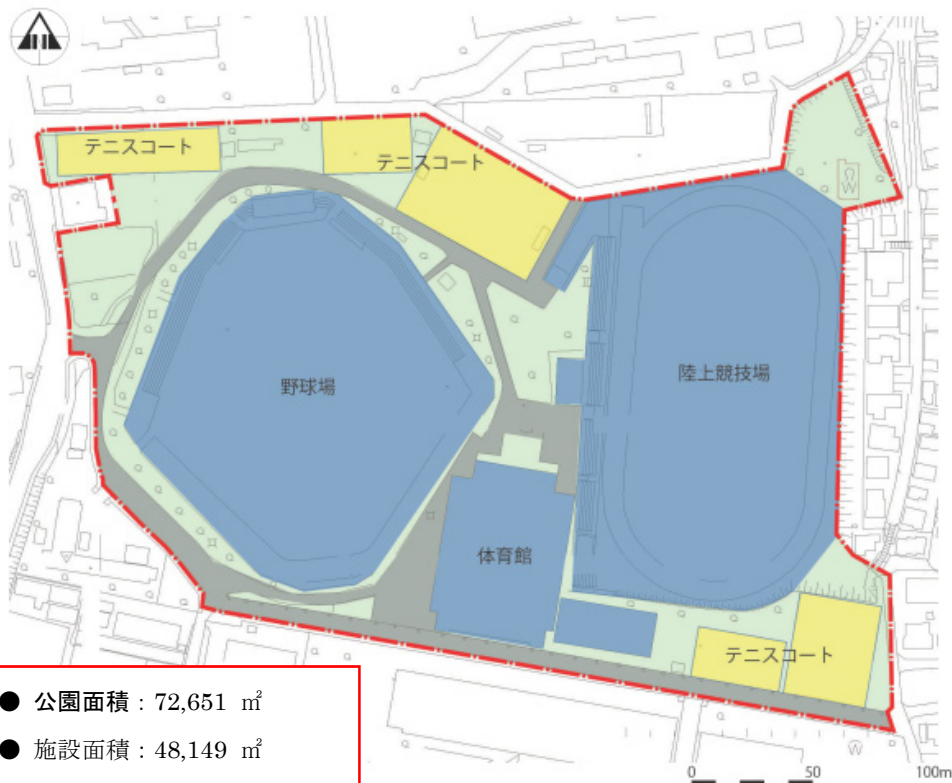 テニスコート
テニスコート
野球場
陸上競技場
体育館
テニスコート
● 公園面積：72,651 ㎡
● 施設面積：48,149 ㎡
0 50 100m